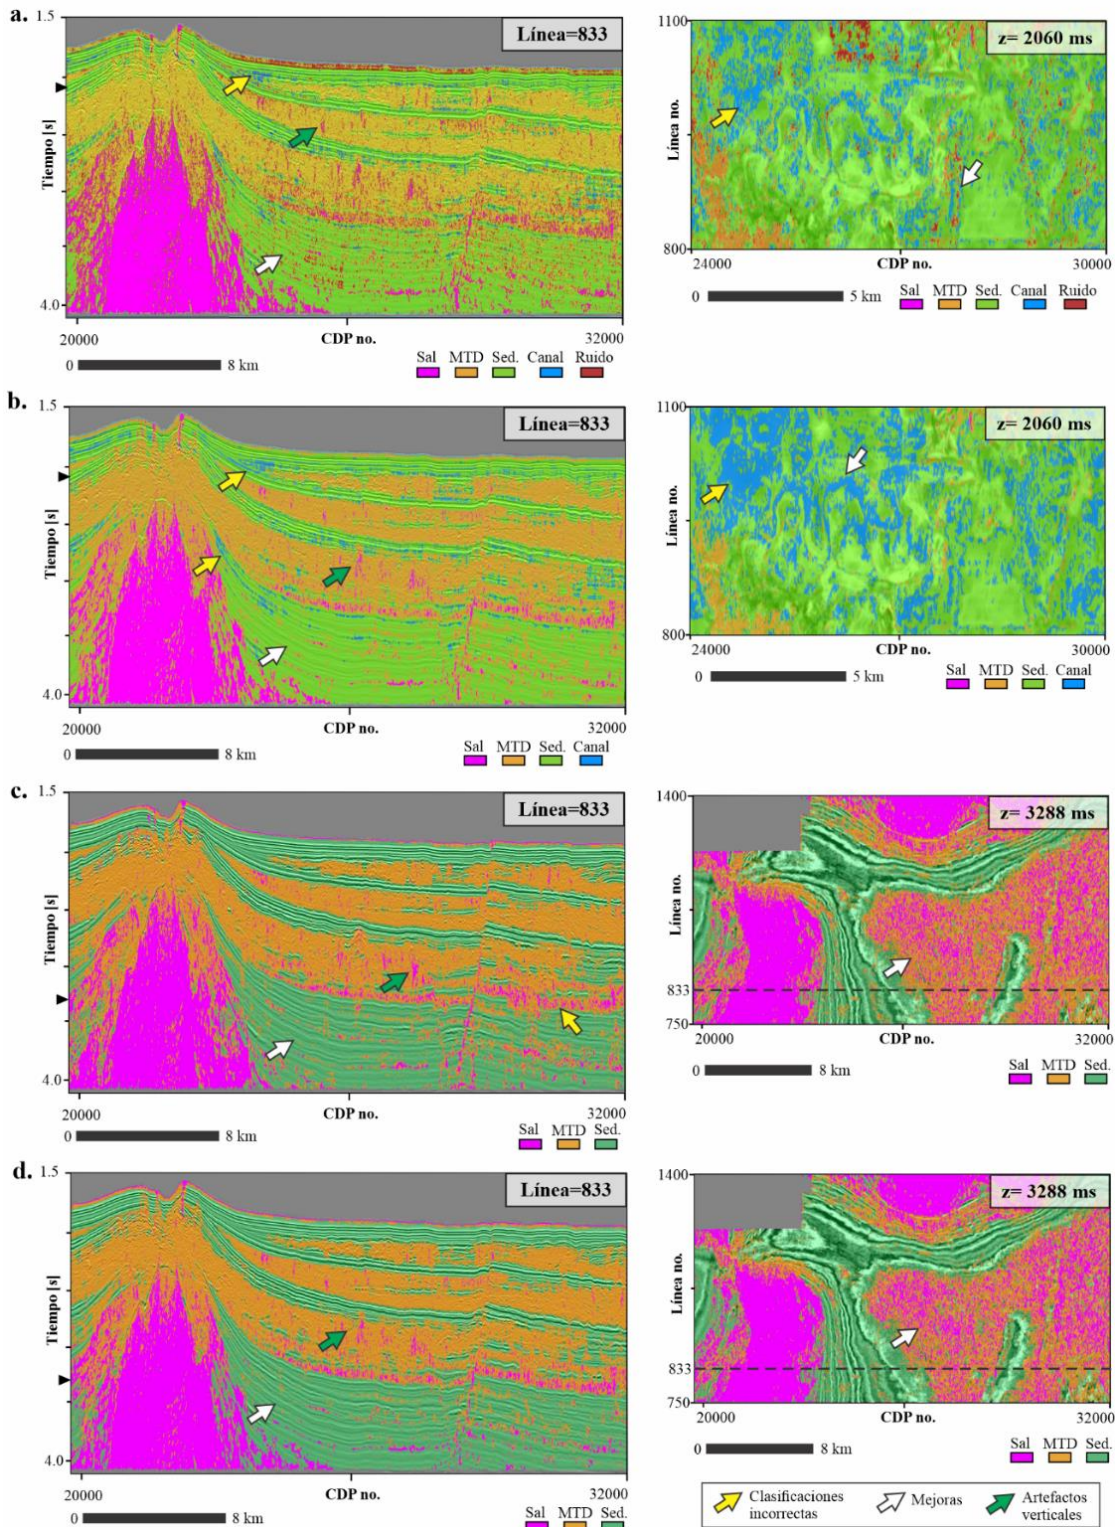 a.
1.5
Línea=833
Tiempo [s]
4.0
20000
CDP no.
32000
0
8 km
Sal MTD Sed. Canal Ruido
1100
z= 2060 ms
Línea no.
800
24000
CDP no.
30000
0
5 km
Sal MTD Sed. Canal Ruido
b.
1.5
Línea=833
Tiempo [s]
4.0
20000
CDP no.
32000
0
8 km
Sal MTD Sed. Canal
1100
z= 2060 ms
Línea no.
800
24000
CDP no.
30000
0
5 km
Sal MTD Sed. Canal
c.
1.5
Línea=833
Tiempo [s]
4.0
20000
CDP no.
32000
0
8 km
Sal MTD Sed.
1400
z= 3288 ms
Línea no.
833
750
20000
CDP no.
32000
0
8 km
Sal MTD Sed.
d.
1.5
Línea=833
Tiempo [s]
4.0
20000
CDP no.
32000
0
8 km
Sal MTD Sed.
1400
z= 3288 ms
Línea no.
833
750
20000
CDP no.
32000
0
8 km
Sal MTD Sed.
Clasificaciones
incorrectas
Mejoras
Artefactos
verticales